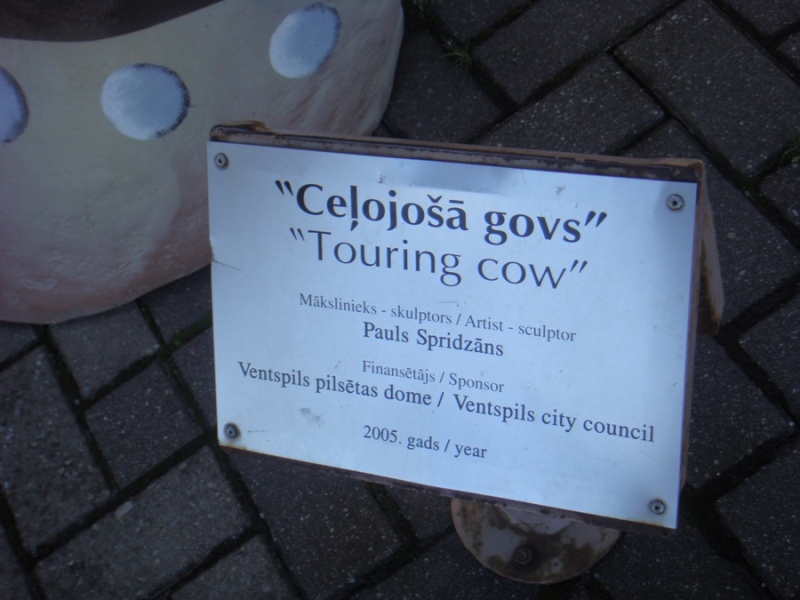 “Ceļojošā govs”
“Touring cow”
Mākslinieks - skulptors / Artist - sculptor
Pauls Spridzāns
Finansētājs / Sponsor
Ventspils pilsētas dome / Ventspils city council
2005. gads / year